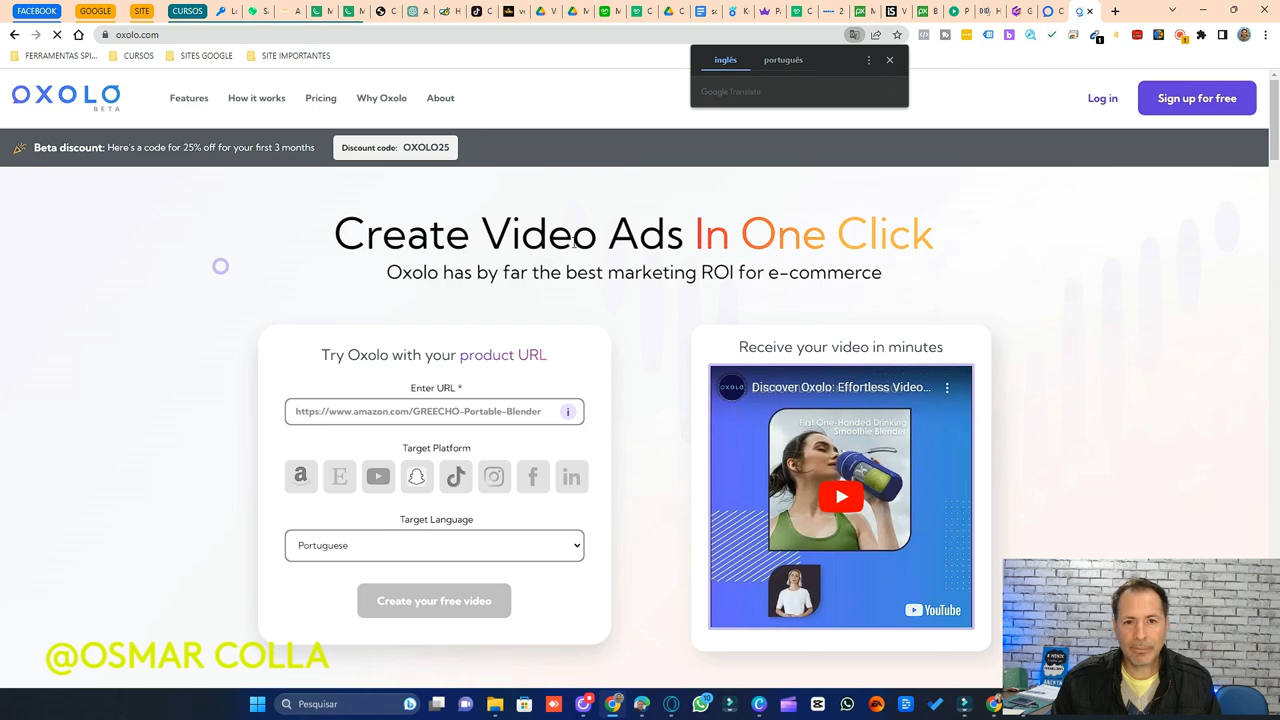 FACEBOOK
GOOGLE
SITE
CURSOS
oxolo.com
FERRAMENTAS SPI...
CURSOS
SITES GOOGLE
SITE IMPORTANTES
inglês
português
Google Translate
OXOLO
BETA
Features
How it works
Pricing
Why Oxolo
About
Log in
Sign up for free
Beta discount: Here's a code for 25% off for your first 3 months
Discount code: OXOLO25
Create Video Ads In One Click
Oxolo has by far the best marketing ROI for e-commerce
Try Oxolo with your product URL
Enter URL *
https://www.amazon.com/GREECHO-Portable-Blender
Target Platform
Target Language
Portuguese
Create your free video
Receive your video in minutes
OXOLO
Discover Oxolo: Effortless Video...
First One-Handed Drinking
Smoothie Blender
YouTube
@OSMAR COLLA
Pesquisar
10